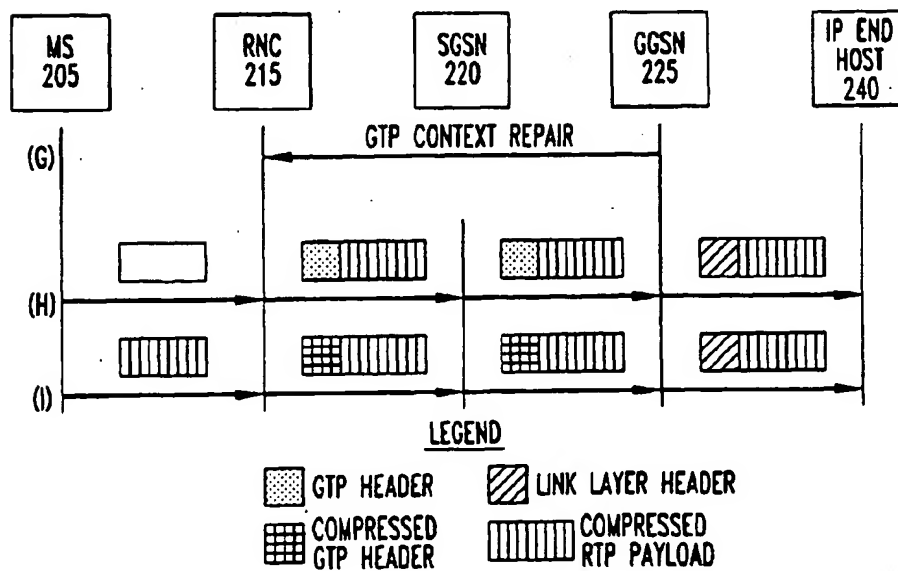 MS
205
RNC
215
SGSN
220
GGSN
225
IP END
HOST
240
(G)
GTP CONTEXT REPAIR
(H)
(I)
LEGEND
GTP HEADER
LINK LAYER HEADER
COMPRESSED
GTP HEADER
COMPRESSED
RTP PAYLOAD